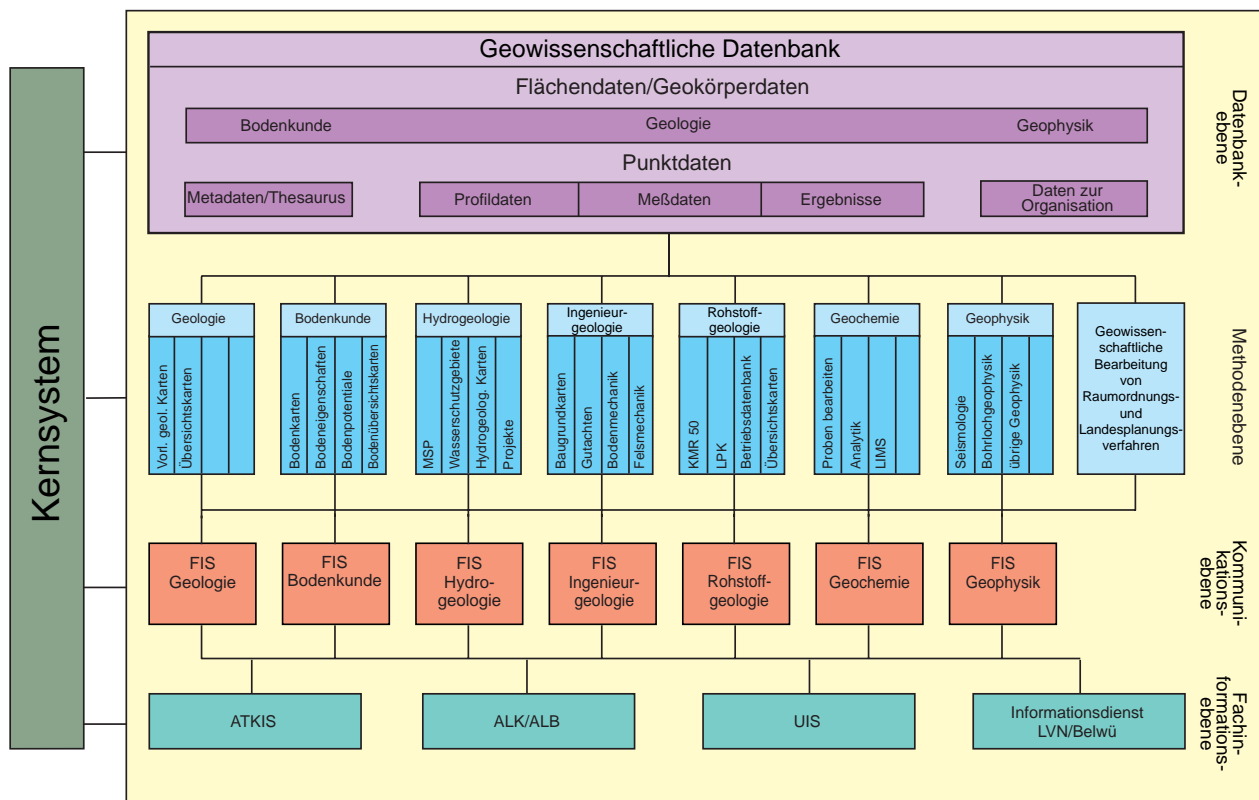 Kernsystem
Geowissenschaftliche Datenbank
Flächendaten/Geokörperdaten
Bodenkunde
Geologie
Geophysik
Punktdaten
Metadaten/Thesaurus
Profildaten
Meßdaten
Ergebnisse
Daten zur
Organisation
Datenbank-
ebene
Geologie
Vorl. geol. Karten
Übersichtskarten
Bodenkunde
Bodenkarten
Bodeneigenschaften
Bodenpotentiale
Bodenübersichtskarten
Hydrogeologie
MSP
Wasserschutzgebiete
Hydrogeolog. Karten
Projekte
Ingenieur-
geologie
Baugrundkarten
Gutachten
Bodenmechanik
Felsmechanik
Rohstoff-
geologie
KMR 50
LPK
Betriebsdatenbank
Übersichtskarten
Geochemie
Proben bearbeiten
Analytik
LIMS
Geophysik
Seismologie
Bohrlochgeophysik
übrige Geophysik
Geowissen-
schaftliche
Bearbeitung
von
Raumordnungs-
und
Landesplanungs-
verfahren
Methodenebene
FIS
Geologie
FIS
Bodenkunde
FIS
Hydro-
geologie
FIS
Ingenieur-
geologie
FIS
Rohstoff-
geologie
FIS
Geochemie
FIS
Geophysik
Kommuni-
kations-
ebene
ATKIS
ALK/ALB
UIS
Informationsdienst
LVN/Belwü
Fachin-
formations-
ebene